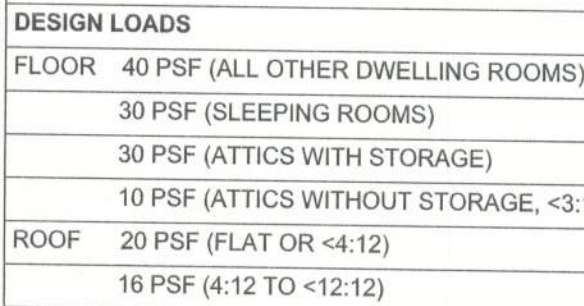 DESIGN LOADS
FLOOR 40 PSF (ALL OTHER DWELLING ROOMS)
30 PSF (SLEEPING ROOMS)
30 PSF (ATTICS WITH STORAGE)
10 PSF (ATTICS WITHOUT STORAGE, <3:
ROOF 20 PSF (FLAT OR <4:12)
16 PSF (4:12 TO <12:12)